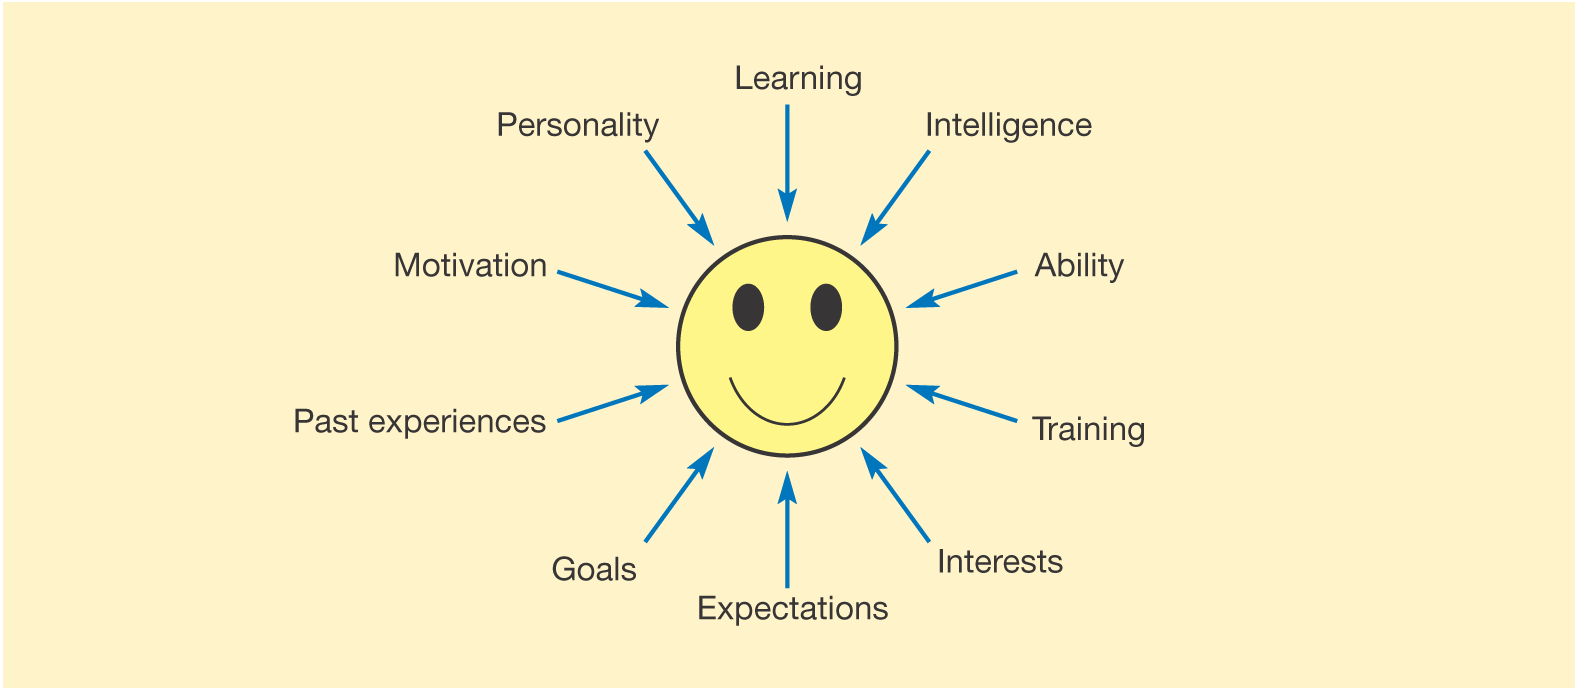 Learning
Personality
Intelligence
Motivation
Ability
Past experiences
Training
Goals
Interests
Expectations